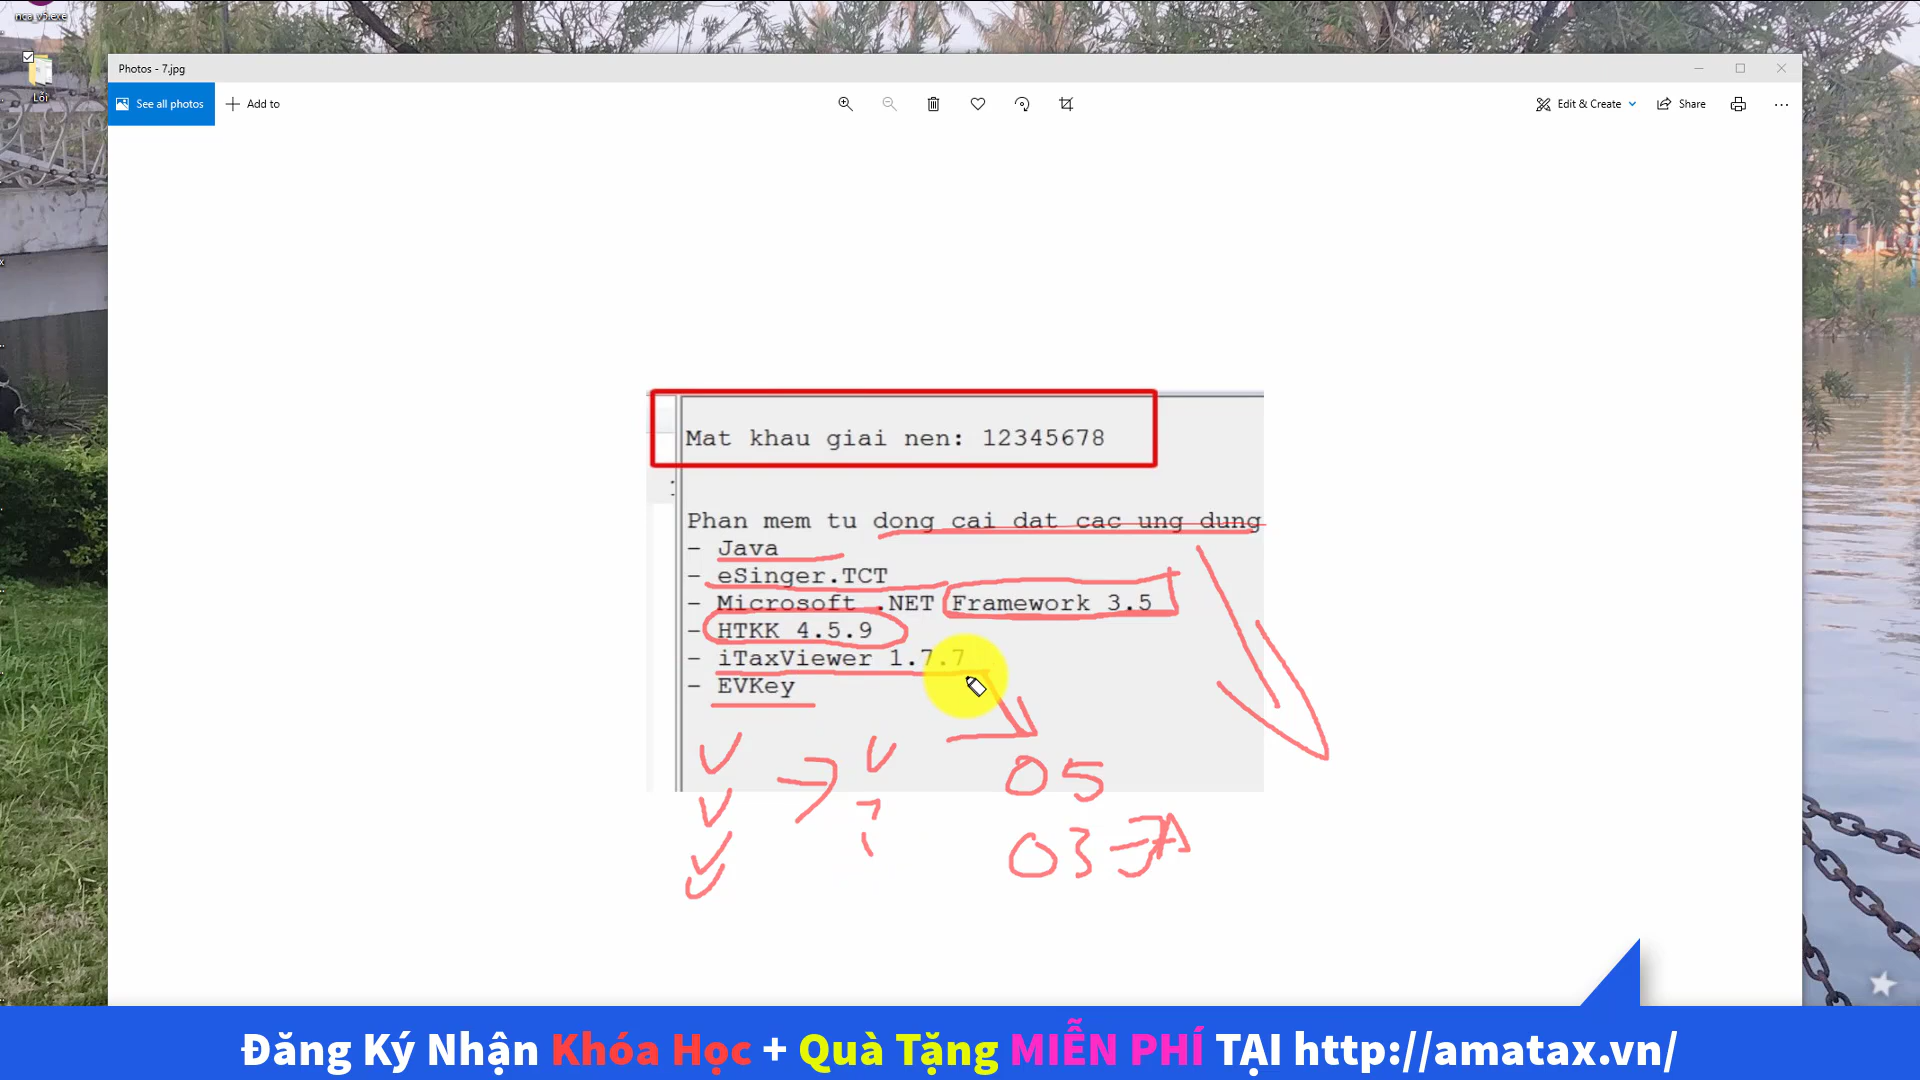 nca_v5.exe
Lỗi
Photos - 7.jpg
See all photos
Add to
Edit & Create
Share
Mat khau giai nen: 12345678
Phan mem tu dong cai dat cac ung dung
- Java
- eSinger.TCT
- Microsoft .NET Framework 3.5
- HTKK 4.5.9
- iTaxViewer 1.7.7
- EVKey
05
03
Đăng Ký Nhận Khóa Học + Quà Tặng MIỄN PHÍ TẠI http://amatax.vn/